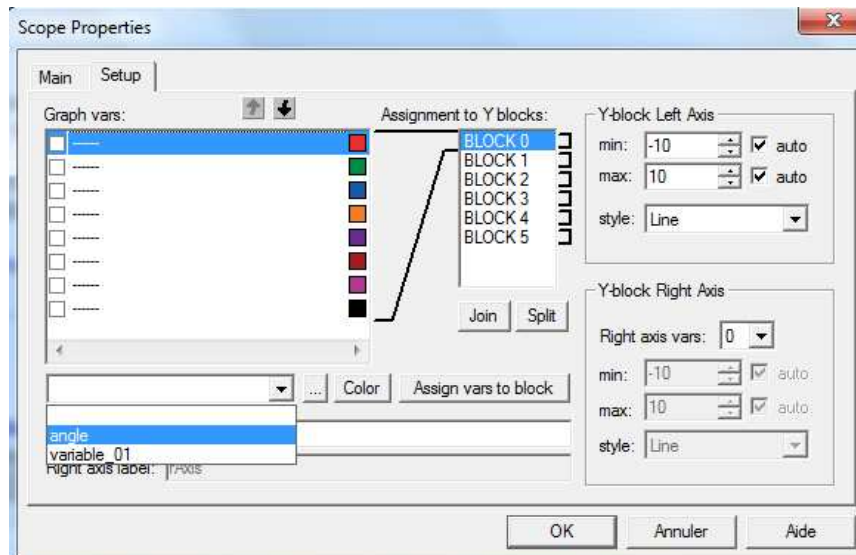 Scope Properties
Main Setup
Graph vars: Assignment to Y blocks:
------
------
------
------
------
------
------
------
BLOCK 0
BLOCK 1
BLOCK 2
BLOCK 3
BLOCK 4
BLOCK 5
Join Split
... Color Assign vars to block
angle
variable_01
Right axis label: rAxis
Y-block Left Axis
min: -10 auto
max: 10 auto
style: Line
Y-block Right Axis
Right axis vars: 0
min: -10 auto
max: 10 auto
style: Line
OK Annuler Aide